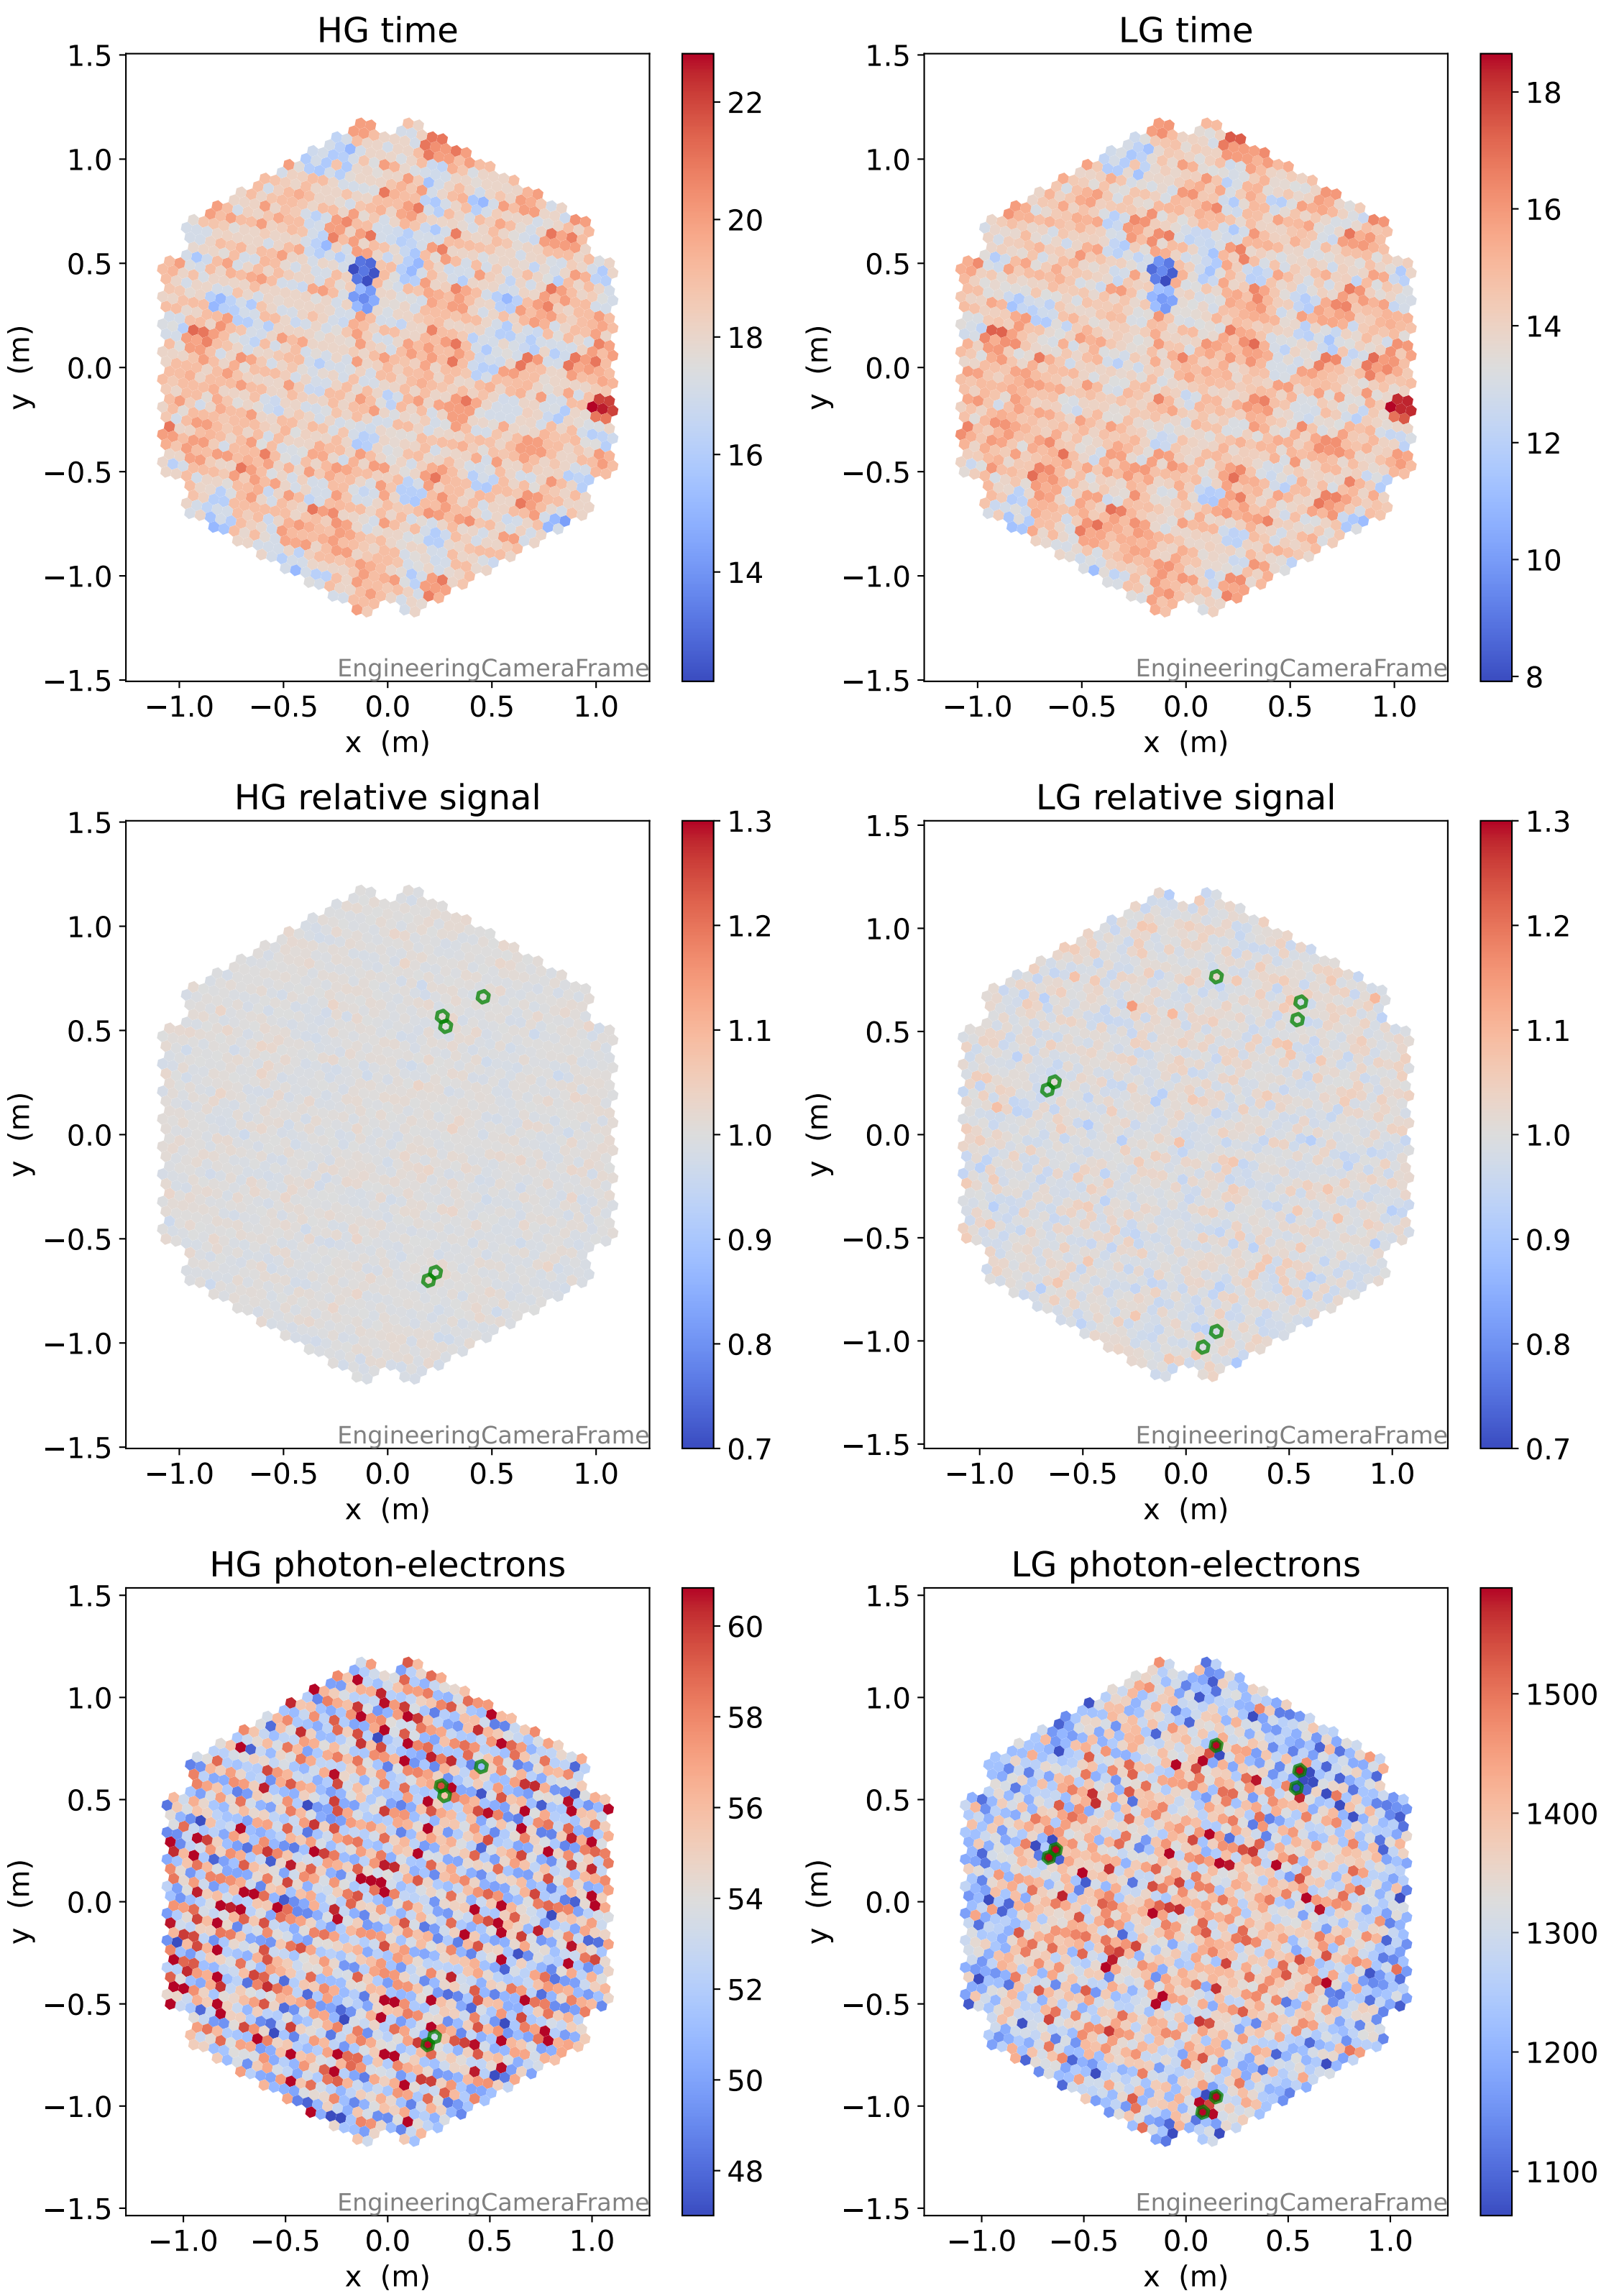 HG time
1.5
1.0
0.5
0.0
−0.5
−1.0
−1.5
y (m)
−1.0 −0.5 0.0 0.5 1.0
x (m)
EngineeringCameraFrame
22
20
18
16
14
LG time
1.5
1.0
0.5
0.0
−0.5
−1.0
−1.5
y (m)
−1.0 −0.5 0.0 0.5 1.0
x (m)
EngineeringCameraFrame
18
16
14
12
10
8
HG relative signal
1.5
1.0
0.5
0.0
−0.5
−1.0
−1.5
y (m)
−1.0 −0.5 0.0 0.5 1.0
x (m)
EngineeringCameraFrame
1.3
1.2
1.1
1.0
0.9
0.8
0.7
LG relative signal
1.5
1.0
0.5
0.0
−0.5
−1.0
−1.5
y (m)
−1.0 −0.5 0.0 0.5 1.0
x (m)
EngineeringCameraFrame
1.3
1.2
1.1
1.0
0.9
0.8
0.7
HG photon-electrons
1.5
1.0
0.5
0.0
−0.5
−1.0
−1.5
y (m)
−1.0 −0.5 0.0 0.5 1.0
x (m)
EngineeringCameraFrame
60
58
56
54
52
50
48
LG photon-electrons
1.5
1.0
0.5
0.0
−0.5
−1.0
−1.5
y (m)
−1.0 −0.5 0.0 0.5 1.0
x (m)
EngineeringCameraFrame
1500
1400
1300
1200
1100